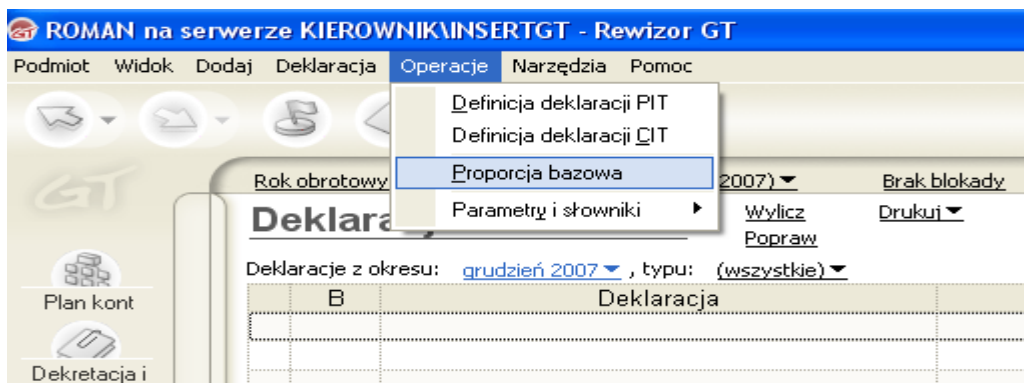 ROMAN na serwerze KIEROWNIK\INSERTGT - Rewizor GT
Podmiot Widok Dodaj Deklaracja Operacje Narzędzia Pomoc
Definicja deklaracji PIT
Definicja deklaracji CIT
Proporcja bazowa
Parametry i słowniki
GT
Rok obrotowy 2007) Brak blokady
Deklara Wylicz Drukuj
Popraw
Deklaracje z okresu: grudzień 2007 , typu: (wszystkie)
B Deklaracja
Plan kont
Dekretacja i